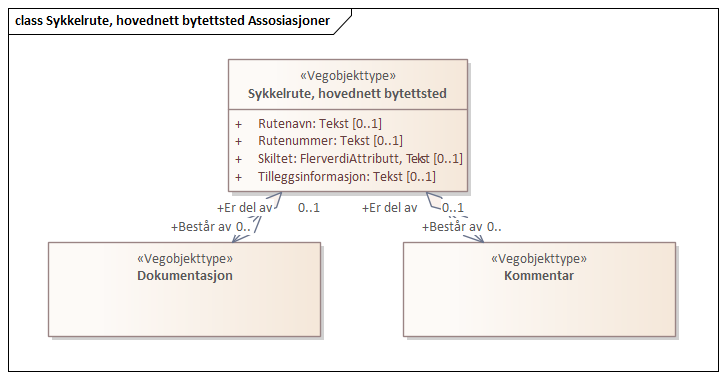 class Sykkelrute, hovednett bytettsted Assosiasjoner
«Vegobjekttype»
Sykkelrute, hovednett bytettsted
+ Rutenavn: Tekst [0..1]
+ Rutenummer: Tekst [0..1]
+ Skiltet: FlerverdiAttributt, Tekst [0..1]
+ Tilleggsinformasjon: Tekst [0..1]
+Er del av 0..1 +Er del av 0..1
+Består av 0.. +Består av 0..
«Vegobjekttype» «Vegobjekttype»
Dokumentasjon Kommentar